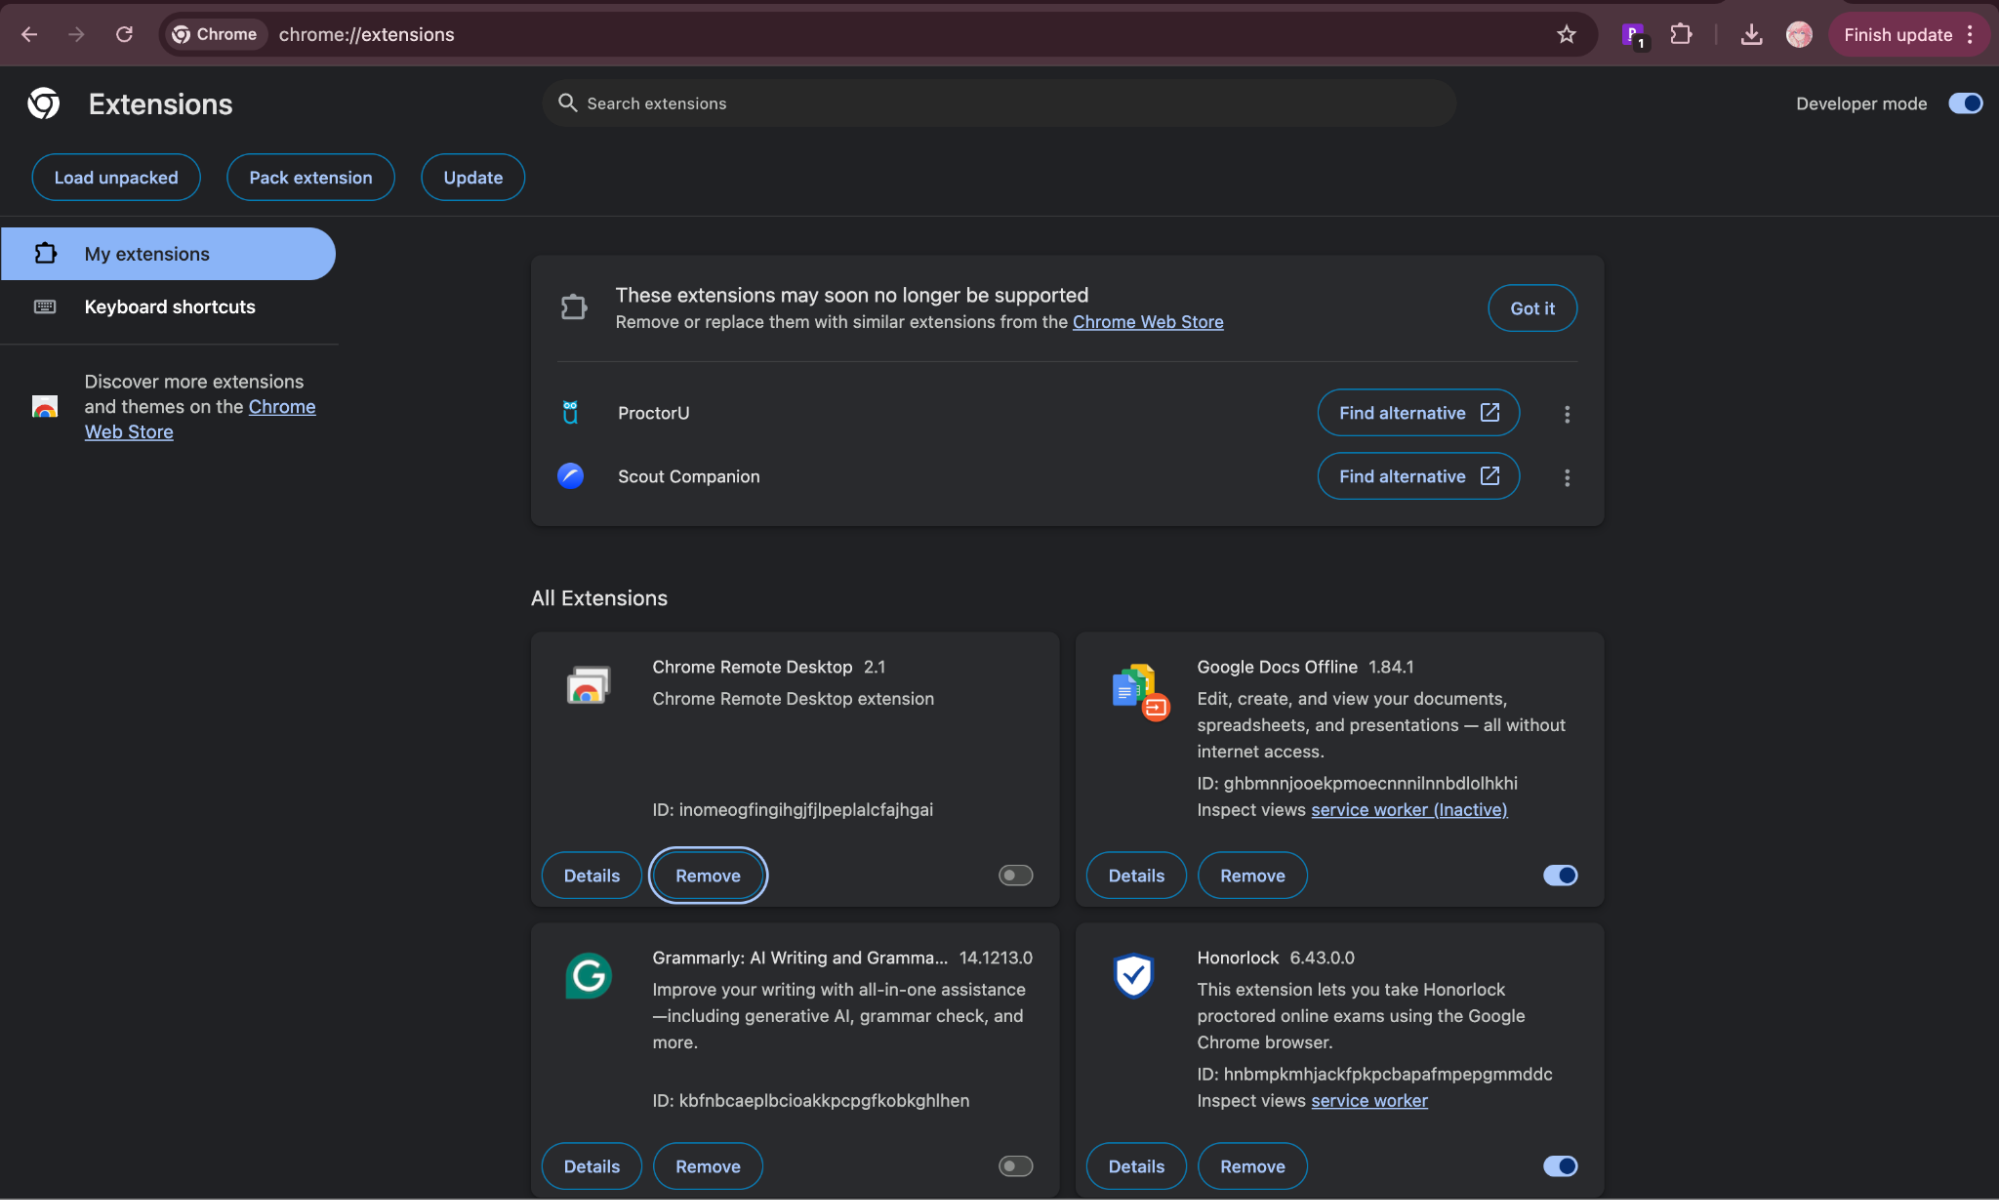 Chrome
chrome://extensions
1
Finish update
Extensions
Search extensions
Developer mode
Load unpacked
Pack extension
Update
My extensions
Keyboard shortcuts
Discover more extensions
and themes on the Chrome
Web Store
These extensions may soon no longer be supported
Remove or replace them with similar extensions from the Chrome Web Store
Got it
ProctorU
Find alternative
Scout Companion
Find alternative
All Extensions
Chrome Remote Desktop 2.1
Chrome Remote Desktop extension
ID: inomeogfingihgjfjlpeplalcfajhgai
Details
Remove
Google Docs Offline 1.84.1
Edit, create, and view your documents,
spreadsheets, and presentations — all without
internet access.
ID: ghbmnnjooekpmoecnnnilnnbdlolhkhi
Inspect views service worker (Inactive)
Details
Remove
Grammarly: AI Writing and Gramma... 14.1213.0
Improve your writing with all-in-one assistance
—including generative AI, grammar check, and
more.
ID: kbfnbcaeplbcioakkpcpgfkobkghlhen
Details
Remove
Honorlock 6.43.0.0
This extension lets you take Honorlock
proctored online exams using the Google
Chrome browser.
ID: hnbmpkmhjackfpkpcbapafmpepgmmddc
Inspect views service worker
Details
Remove